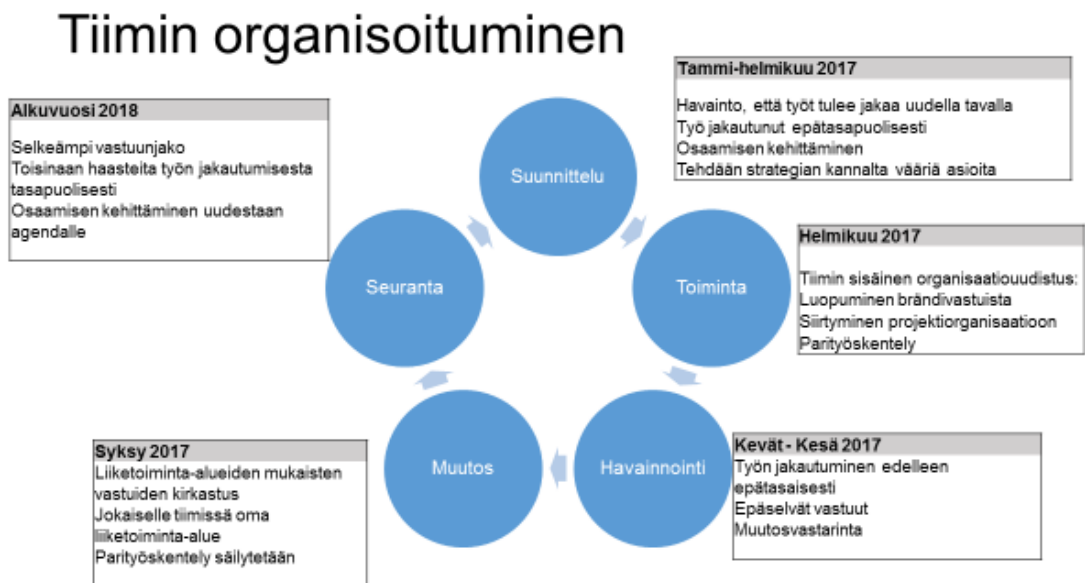 Tiimin organisoituminen
Tammi-helmikuu 2017
Havainto, että työt tulee jakaa uudella tavalla
Työ jakautunut epätasapuolisesti
Osaamisen kehittäminen
Tehdään strategian kannalta vääriä asioita
Alkuvuosi 2018
Selkeämpi vastuunjako
Toisinaan haasteita työn jakautumisesta
tasapuolisesti
Osaamisen kehittäminen uudestaan
agendalle
Suunnittelu
Helmikuu 2017
Tiimin sisäinen organisaatiouudistus:
Luopuminen brändivastuista
Siirtyminen projektiorganisaatioon
Parityöskentely
Seuranta
Toiminta
Syksy 2017
Liiketoiminta-alueiden mukaisten
vastuiden kirkastus
Jokaiselle tiimissä oma
liiketoiminta-alue
Parityöskentely säilytetään
Muutos
Havainnointi
Kevät - Kesä 2017
Työn jakautuminen edelleen
epätasaisesti
Epäselvät vastuut
Muutosvastarinta